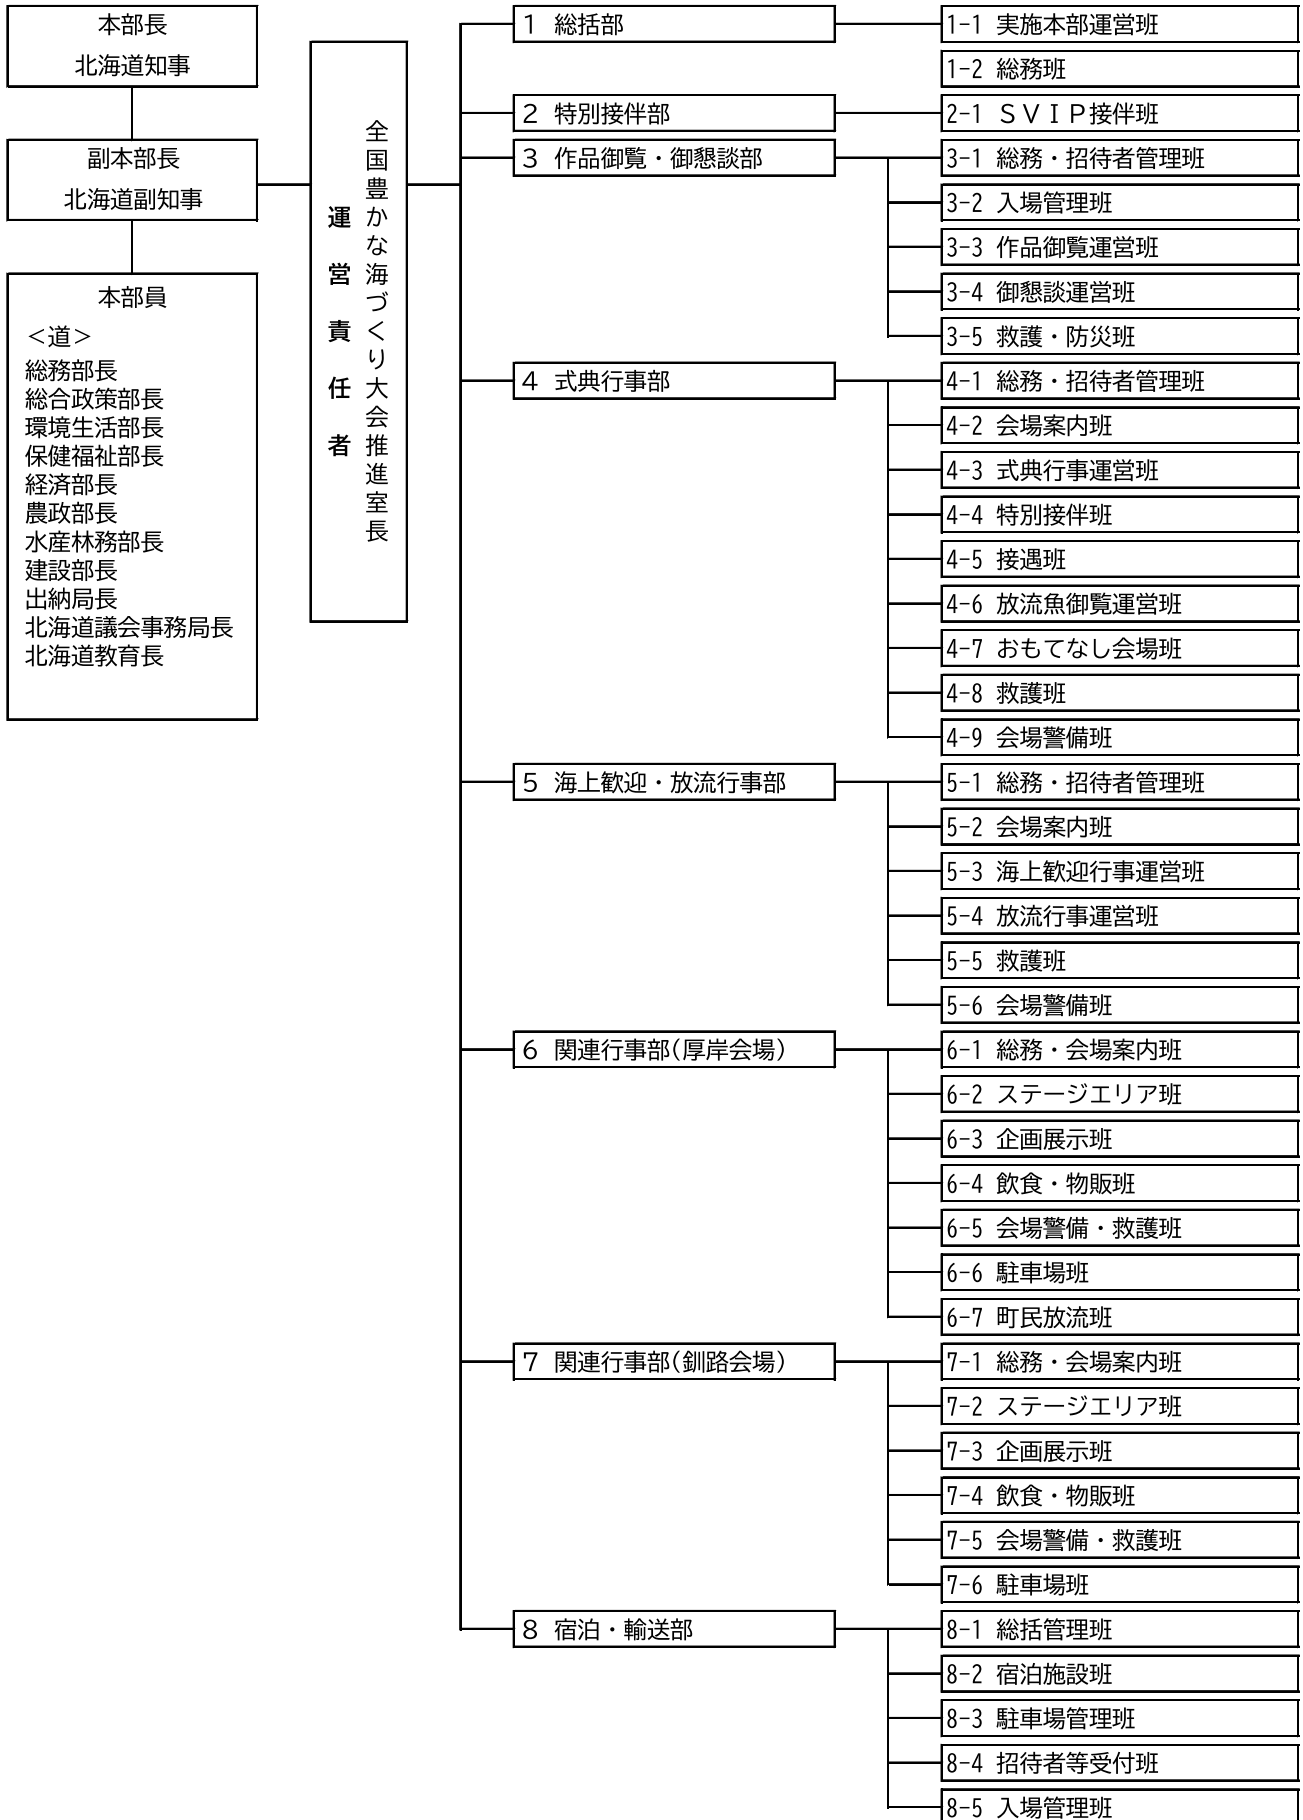 本部長
北海道知事
副本部長
北海道副知事
本部員
＜道＞
総務部長
総合政策部長
環境生活部長
保健福祉部長
経済部長
農政部長
水産林務部長
建設部長
出納局長
北海道議会事務局長
北海道教育長
全国豊かな海づくり大会推進室長
運営責任者
1 総括部
1-1 実施本部運営班
1-2 総務班
2 特別接伴部
2-1 ＳＶＩＰ接伴班
3 作品御覧・御懇談部
3-1 総務・招待者管理班
3-2 入場管理班
3-3 作品御覧運営班
3-4 御懇談運営班
3-5 救護・防災班
4 式典行事部
4-1 総務・招待者管理班
4-2 会場案内班
4-3 式典行事運営班
4-4 特別接伴班
4-5 接遇班
4-6 放流魚御覧運営班
4-7 おもてなし会場班
4-8 救護班
4-9 会場警備班
5 海上歓迎・放流行事部
5-1 総務・招待者管理班
5-2 会場案内班
5-3 海上歓迎行事運営班
5-4 放流行事運営班
5-5 救護班
5-6 会場警備班
6 関連行事部(厚岸会場)
6-1 総務・会場案内班
6-2 ステージエリア班
6-3 企画展示班
6-4 飲食・物販班
6-5 会場警備・救護班
6-6 駐車場班
6-7 町民放流班
7 関連行事部(釧路会場)
7-1 総務・会場案内班
7-2 ステージエリア班
7-3 企画展示班
7-4 飲食・物販班
7-5 会場警備・救護班
7-6 駐車場班
8 宿泊・輸送部
8-1 総括管理班
8-2 宿泊施設班
8-3 駐車場管理班
8-4 招待者等受付班
8-5 入場管理班